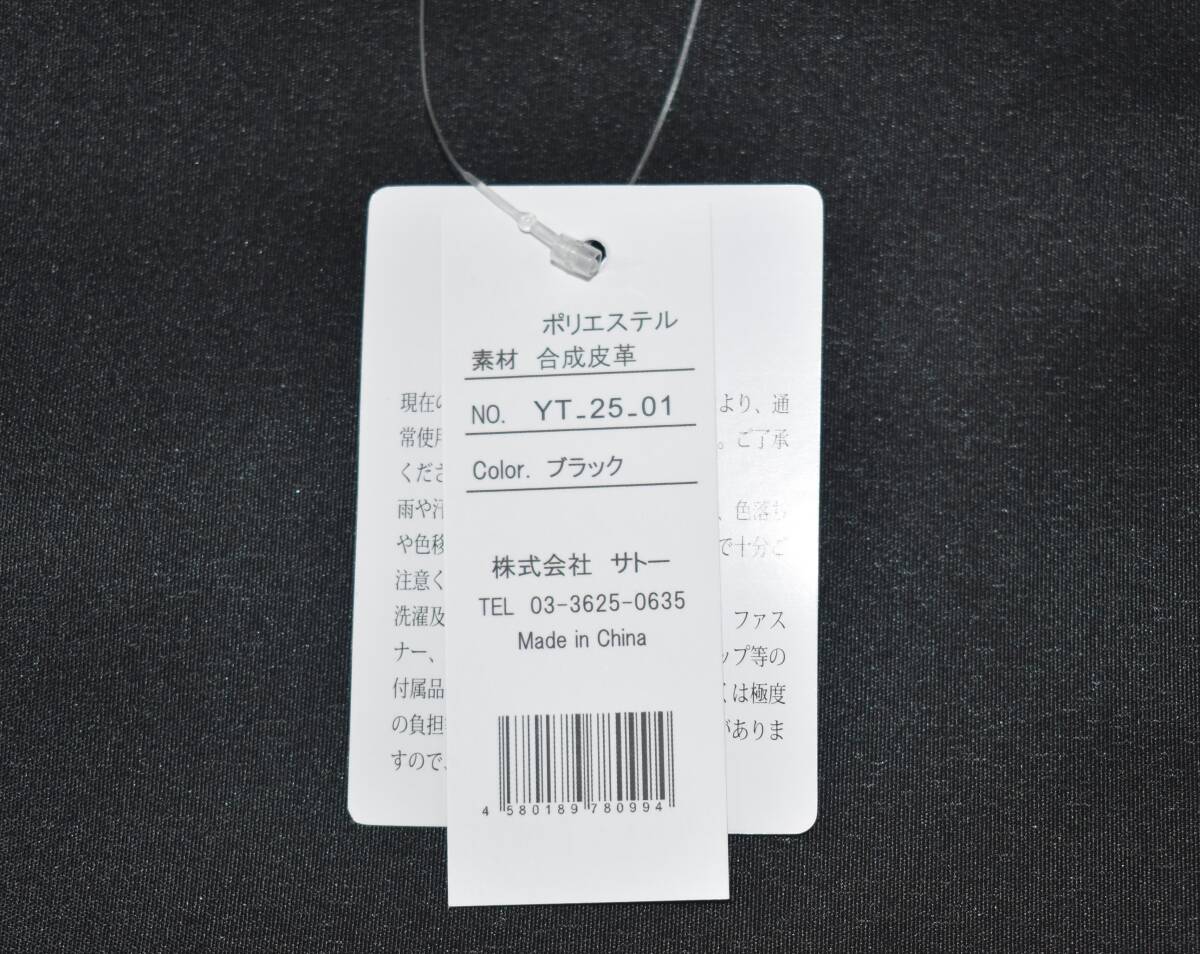 ポリエステル
素材 合成皮革
NO. YT-25-01
Color. ブラック
株式会社 サトー
TEL 03-3625-0635
Made in China
4 580189 780994
現在 より、通
常使用 。ご了承
くださ
雨や汗 、色落ち
や色移 で十分ご
注意く
洗濯及 ファス
ナー、 ップ等の
付属品 くは極度
の負担 がありま
すので、